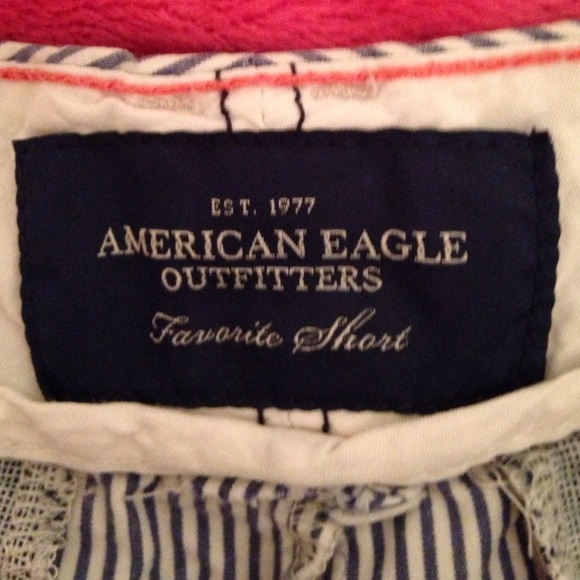 EST. 1977
AMERICAN EAGLE
OUTFITTERS
Favorite Short